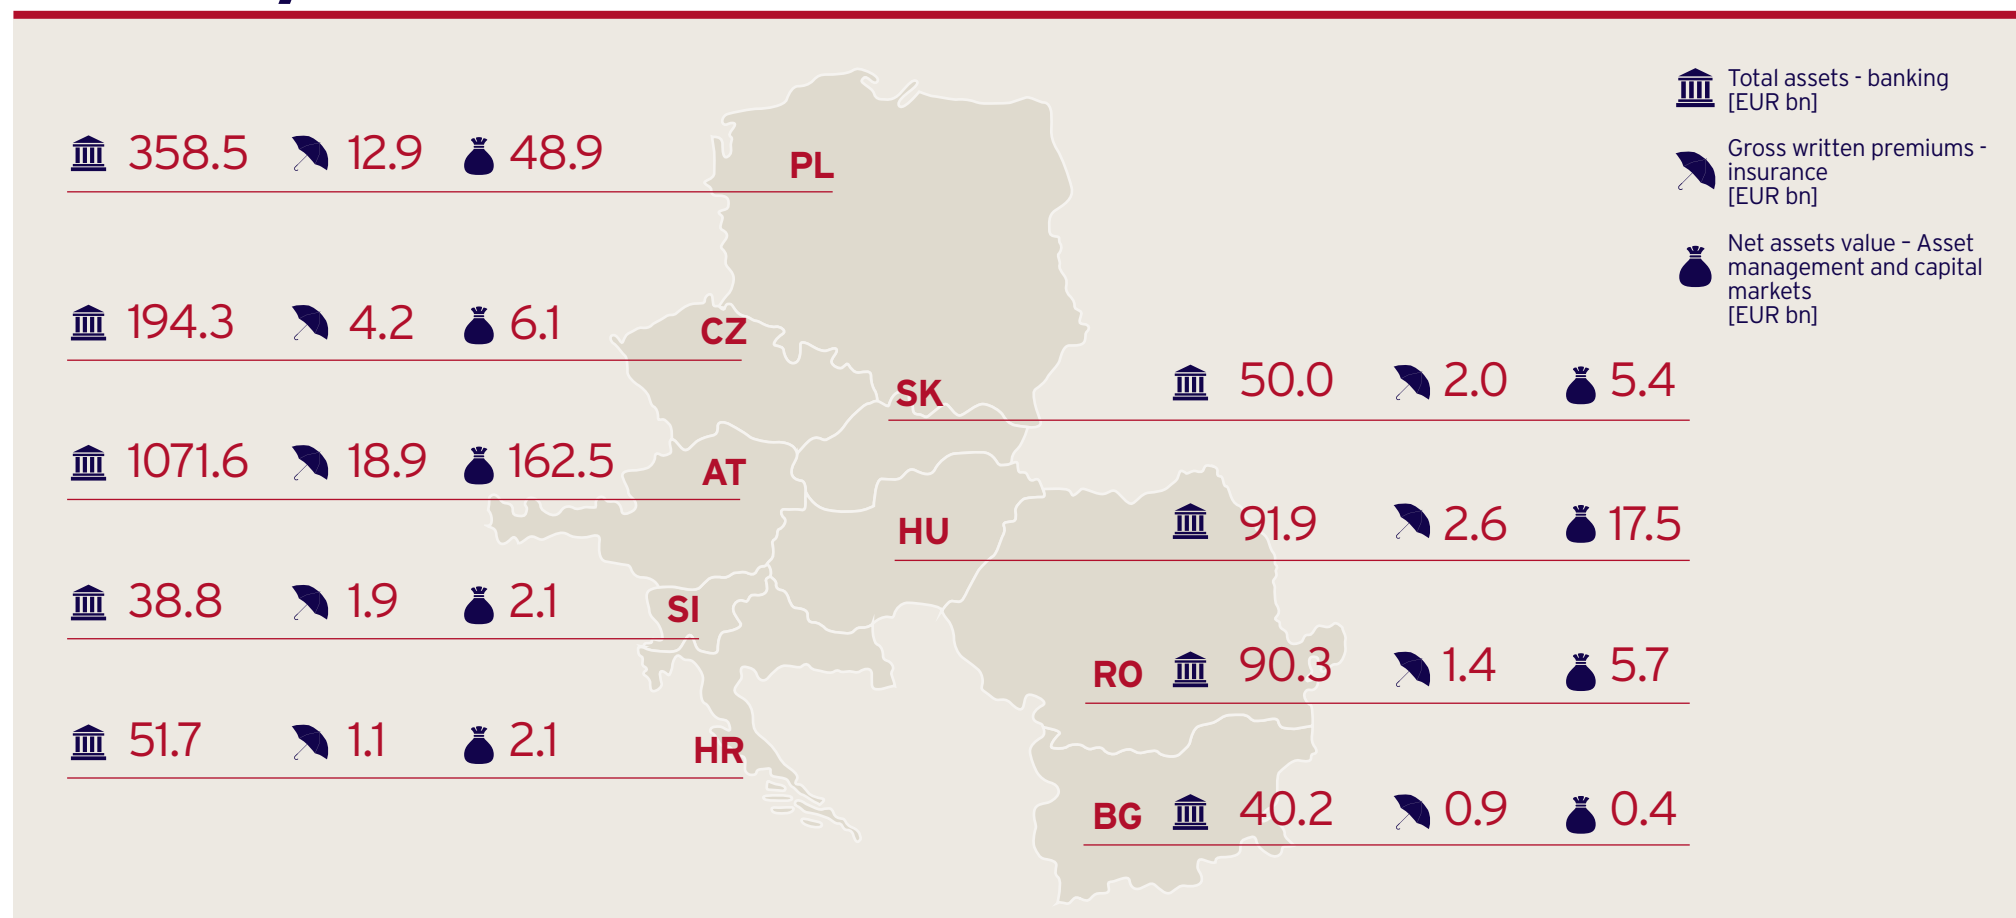 Total assets - banking
[EUR bn]
Gross written premiums -
insurance
[EUR bn]
Net assets value – Asset
management and capital
markets
[EUR bn]
358.5 12.9 48.9 PL
194.3 4.2 6.1 CZ
SK 50.0 2.0 5.4
1071.6 18.9 162.5 AT
HU 91.9 2.6 17.5
38.8 1.9 2.1 SI
RO 90.3 1.4 5.7
51.7 1.1 2.1 HR
BG 40.2 0.9 0.4